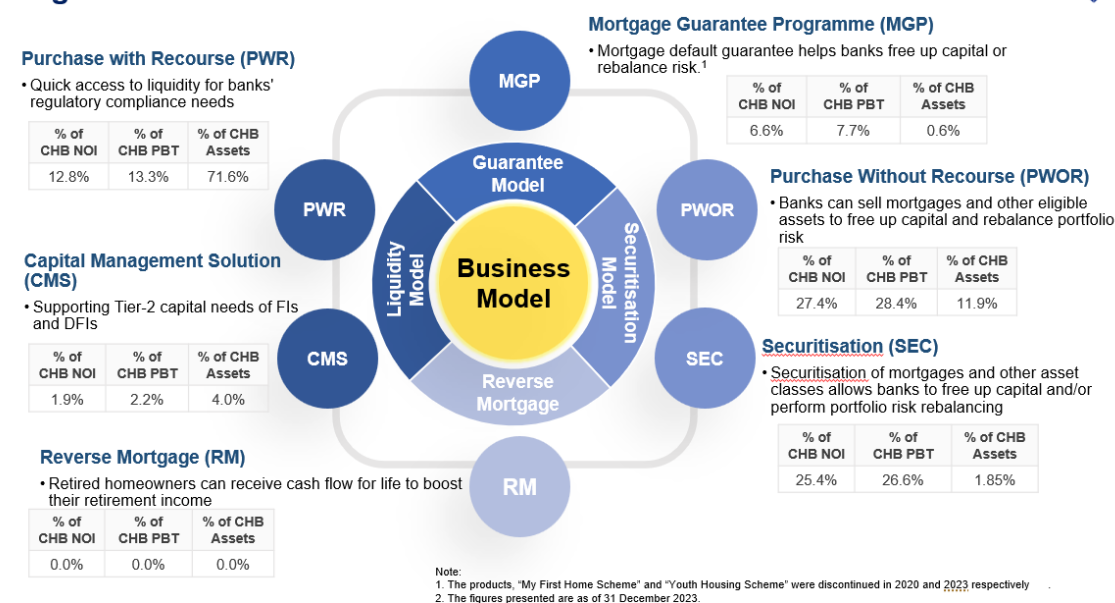 Mortgage Guarantee Programme (MGP)
• Mortgage default guarantee helps banks free up capital or
rebalance risk.1
% of CHB NOI % of CHB PBT % of CHB Assets
6.6% 7.7% 0.6%
Purchase with Recourse (PWR)
• Quick access to liquidity for banks'
regulatory compliance needs
% of CHB NOI % of CHB PBT % of CHB Assets
12.8% 13.3% 71.6%
Purchase Without Recourse (PWOR)
• Banks can sell mortgages and other eligible
assets to free up capital and rebalance portfolio
risk
% of CHB NOI % of CHB PBT % of CHB Assets
27.4% 28.4% 11.9%
Capital Management Solution
(CMS)
• Supporting Tier-2 capital needs of FIs
and DFIs
% of CHB NOI % of CHB PBT % of CHB Assets
1.9% 2.2% 4.0%
Securitisation (SEC)
• Securitisation of mortgages and other asset
classes allows banks to free up capital and/or
perform portfolio risk rebalancing
% of CHB NOI % of CHB PBT % of CHB Assets
25.4% 26.6% 1.85%
Reverse Mortgage (RM)
• Retired homeowners can receive cash flow for life to boost
their retirement income
% of CHB NOI % of CHB PBT % of CHB Assets
0.0% 0.0% 0.0%
MGP
PWR
PWOR
CMS
SEC
RM
Guarantee
Model
Liquidity
Model
Securitisation
Model
Reverse
Mortgage
Business
Model
Note:
1. The products, “My First Home Scheme” and “Youth Housing Scheme” were discontinued in 2020 and 2023 respectively .
2. The figures presented are as of 31 December 2023.